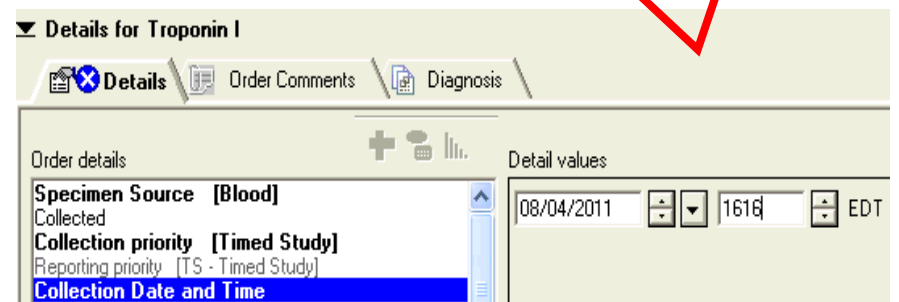 Details for Troponin I
Details Order Comments Diagnosis
Order details
Detail values
Specimen Source [Blood]
Collected
Collection priority [Timed Study]
Reporting priority [TS - Timed Study]
Collection Date and Time
08/04/2011 1616 EDT